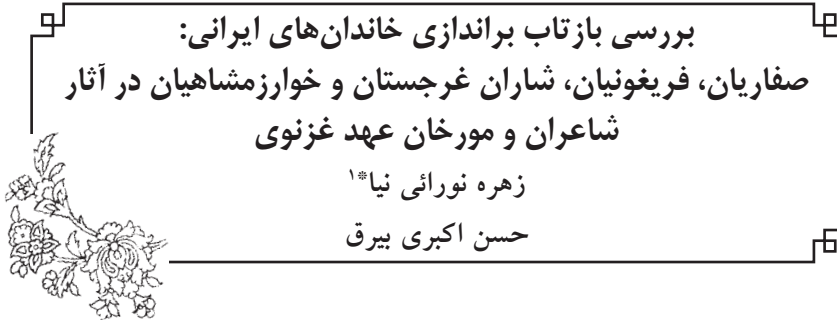 بررسی بازتاب براندازی خاندان‌های ایرانی:
صفاریان، فریغونیان، شاران غرجستان و خوارزمشاهیان در آثار
شاعران و مورخان عهد غزنوی
زهره نورائی نیا*۱
حسن اکبری بیرق